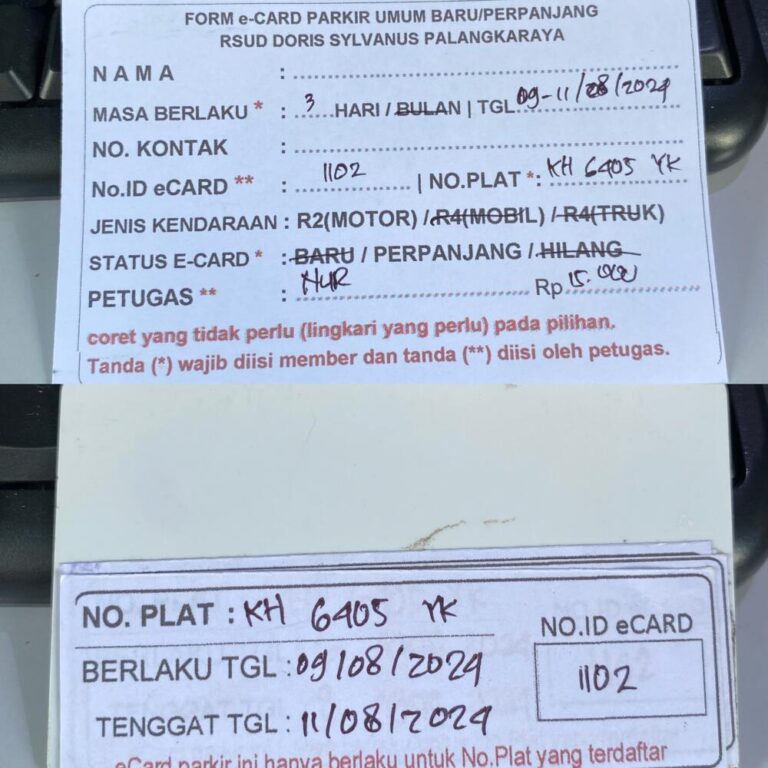 FORM e-CARD PARKIR UMUM BARU/PERPANJANG
RSUD DORIS SYLVANUS PALANGKARAYA
NAMA :
MASA BERLAKU * : 3 HARI / BULAN | TGL. 09-11/08/2024
NO. KONTAK :
No.ID eCARD ** : 1102 | NO.PLAT *: KH 6405 YK
JENIS KENDARAAN : R2(MOTOR) / R4(MOBIL) / R4(TRUK)
STATUS E-CARD * : BARU / PERPANJANG / HILANG
PETUGAS ** : NUR Rp 15.000
coret yang tidak perlu (lingkari yang perlu) pada pilihan.
Tanda (*) wajib diisi member dan tanda (**) diisi oleh petugas.
NO. PLAT : KH 6405 YK
NO.ID eCARD
BERLAKU TGL : 09/08/2024
1102
TENGGAT TGL : 11/08/2024
eCard parkir ini hanya berlaku untuk No.Plat yang terdaftar